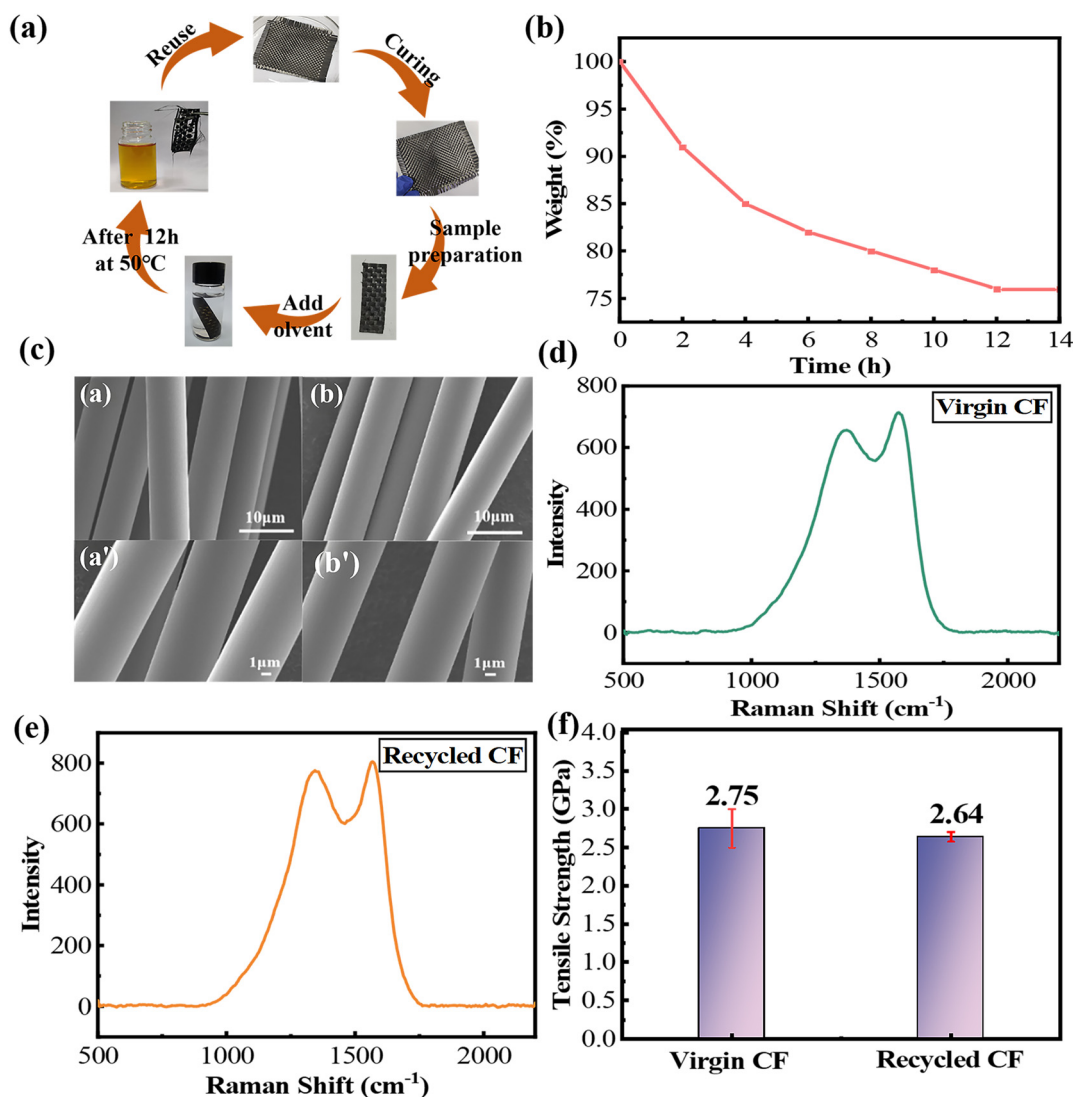 (a)
Reuse
Curing
Sample
preparation
Add
olvent
After 12h
at 50℃
(b)
100
95
90
85
80
75
Weight (%)
0 2 4 6 8 10 12 14
Time (h)
(c)
(a)
10μm
(b)
10μm
(a')
1μm
(b')
1μm
(d)
Virgin CF
800
600
400
200
0
Intensity
500 1000 1500 2000
Raman Shift (cm⁻¹)
(e)
Recycled CF
800
600
400
200
0
Intensity
500 1000 1500 2000
Raman Shift (cm⁻¹)
(f)
4.0
3.5
3.0
2.5
2.0
1.5
1.0
0.5
0.0
Tensile Strength (GPa)
2.75
2.64
Virgin CF Recycled CF